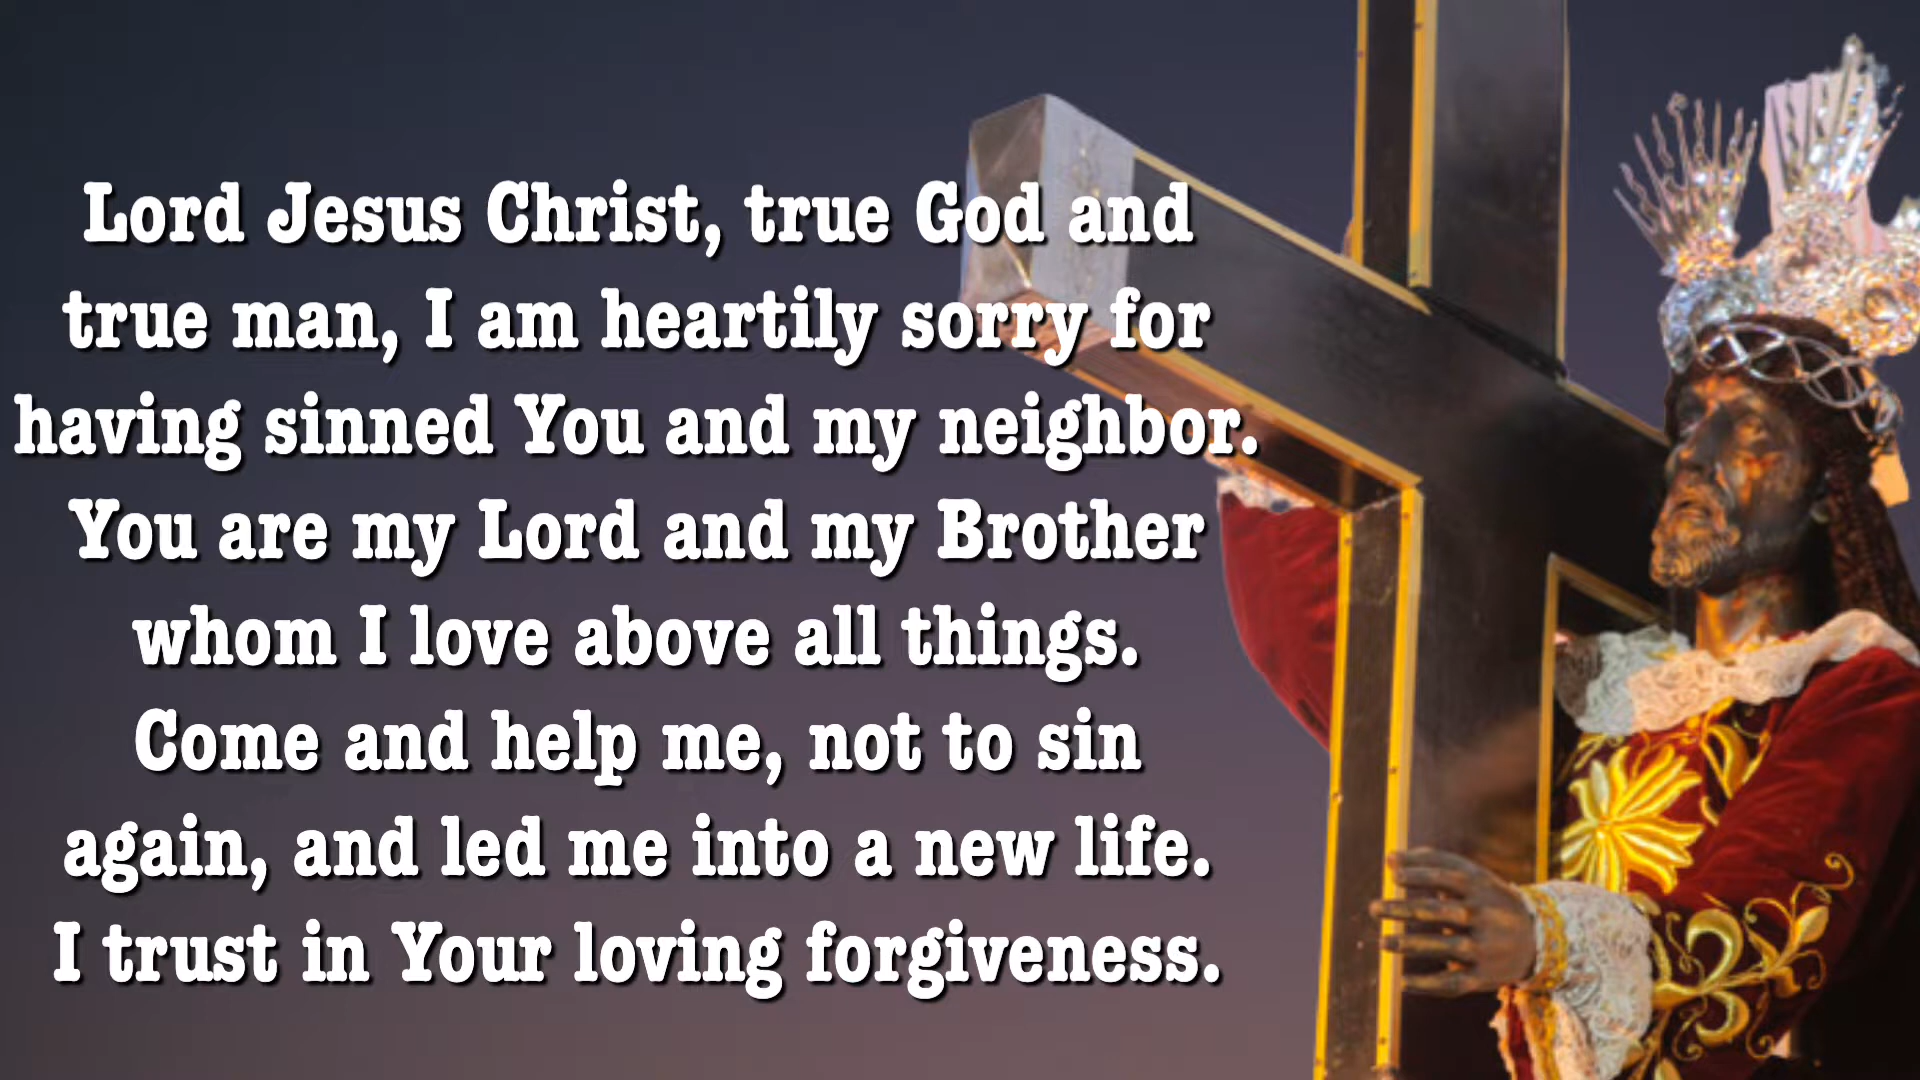 Lord Jesus Christ, true God and
true man, I am heartily sorry for
having sinned You and my neighbor.
You are my Lord and my Brother
whom I love above all things.
Come and help me, not to sin
again, and led me into a new life.
I trust in Your loving forgiveness.